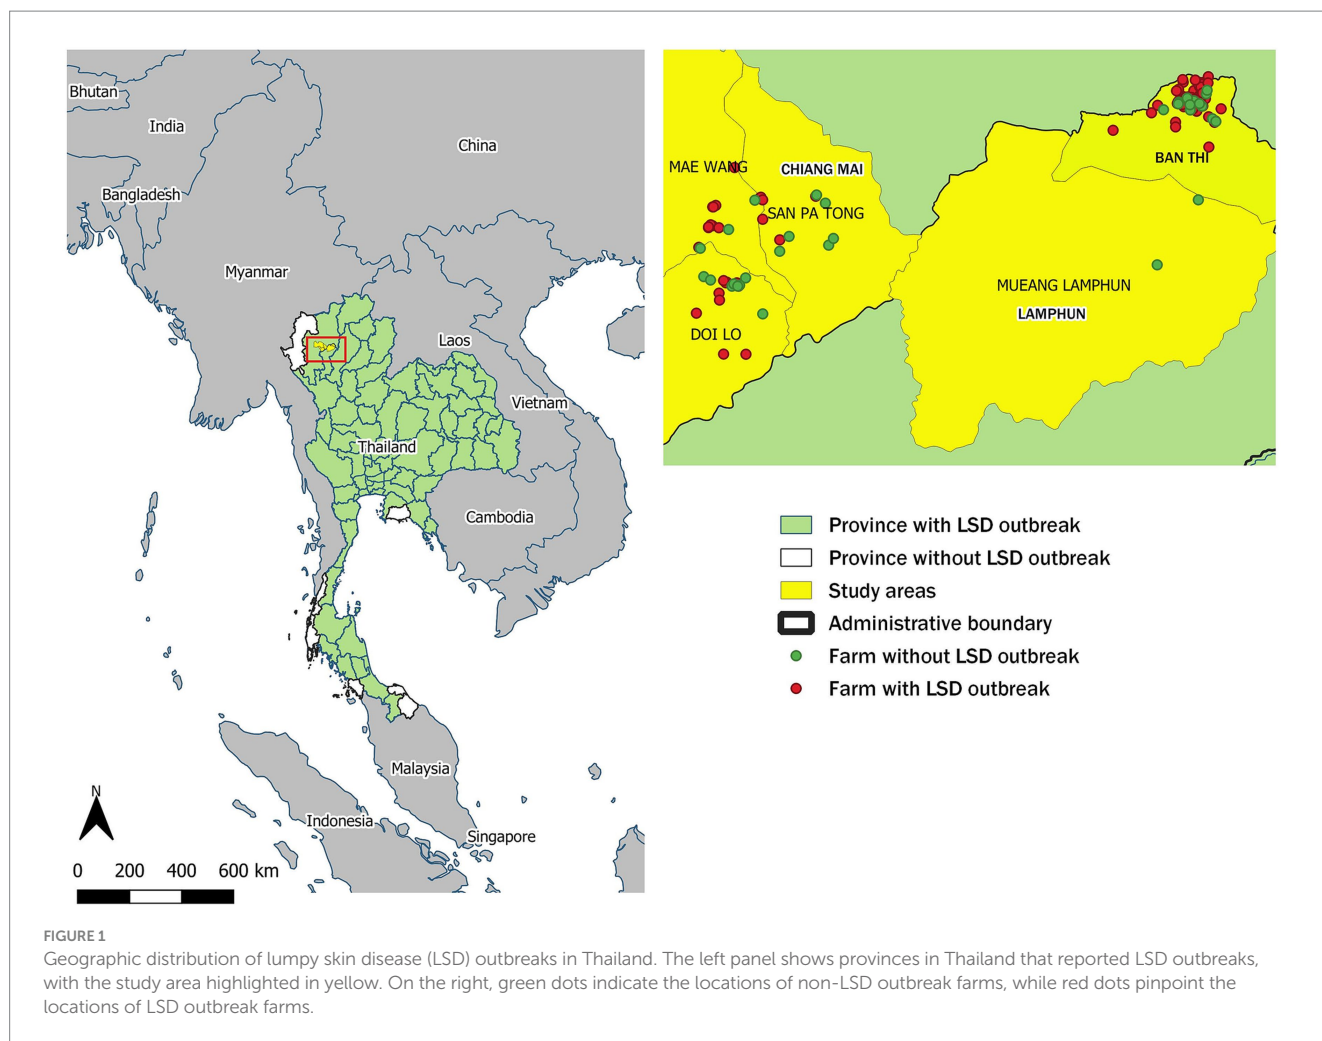 Bhutan
India
China
Bangladesh
Myanmar
Laos
Vietnam
Thailand
Cambodia
Malaysia
Indonesia
Singapore
N
0 200 400 600 km
MAE WANG
CHIANG MAI
SAN PA TONG
BAN THI
MUEANG LAMPHUN
LAMPHUN
DOI LO
Province with LSD outbreak
Province without LSD outbreak
Study areas
Administrative boundary
Farm without LSD outbreak
Farm with LSD outbreak
FIGURE 1
Geographic distribution of lumpy skin disease (LSD) outbreaks in Thailand. The left panel shows provinces in Thailand that reported LSD outbreaks,
with the study area highlighted in yellow. On the right, green dots indicate the locations of non-LSD outbreak farms, while red dots pinpoint the
locations of LSD outbreak farms.